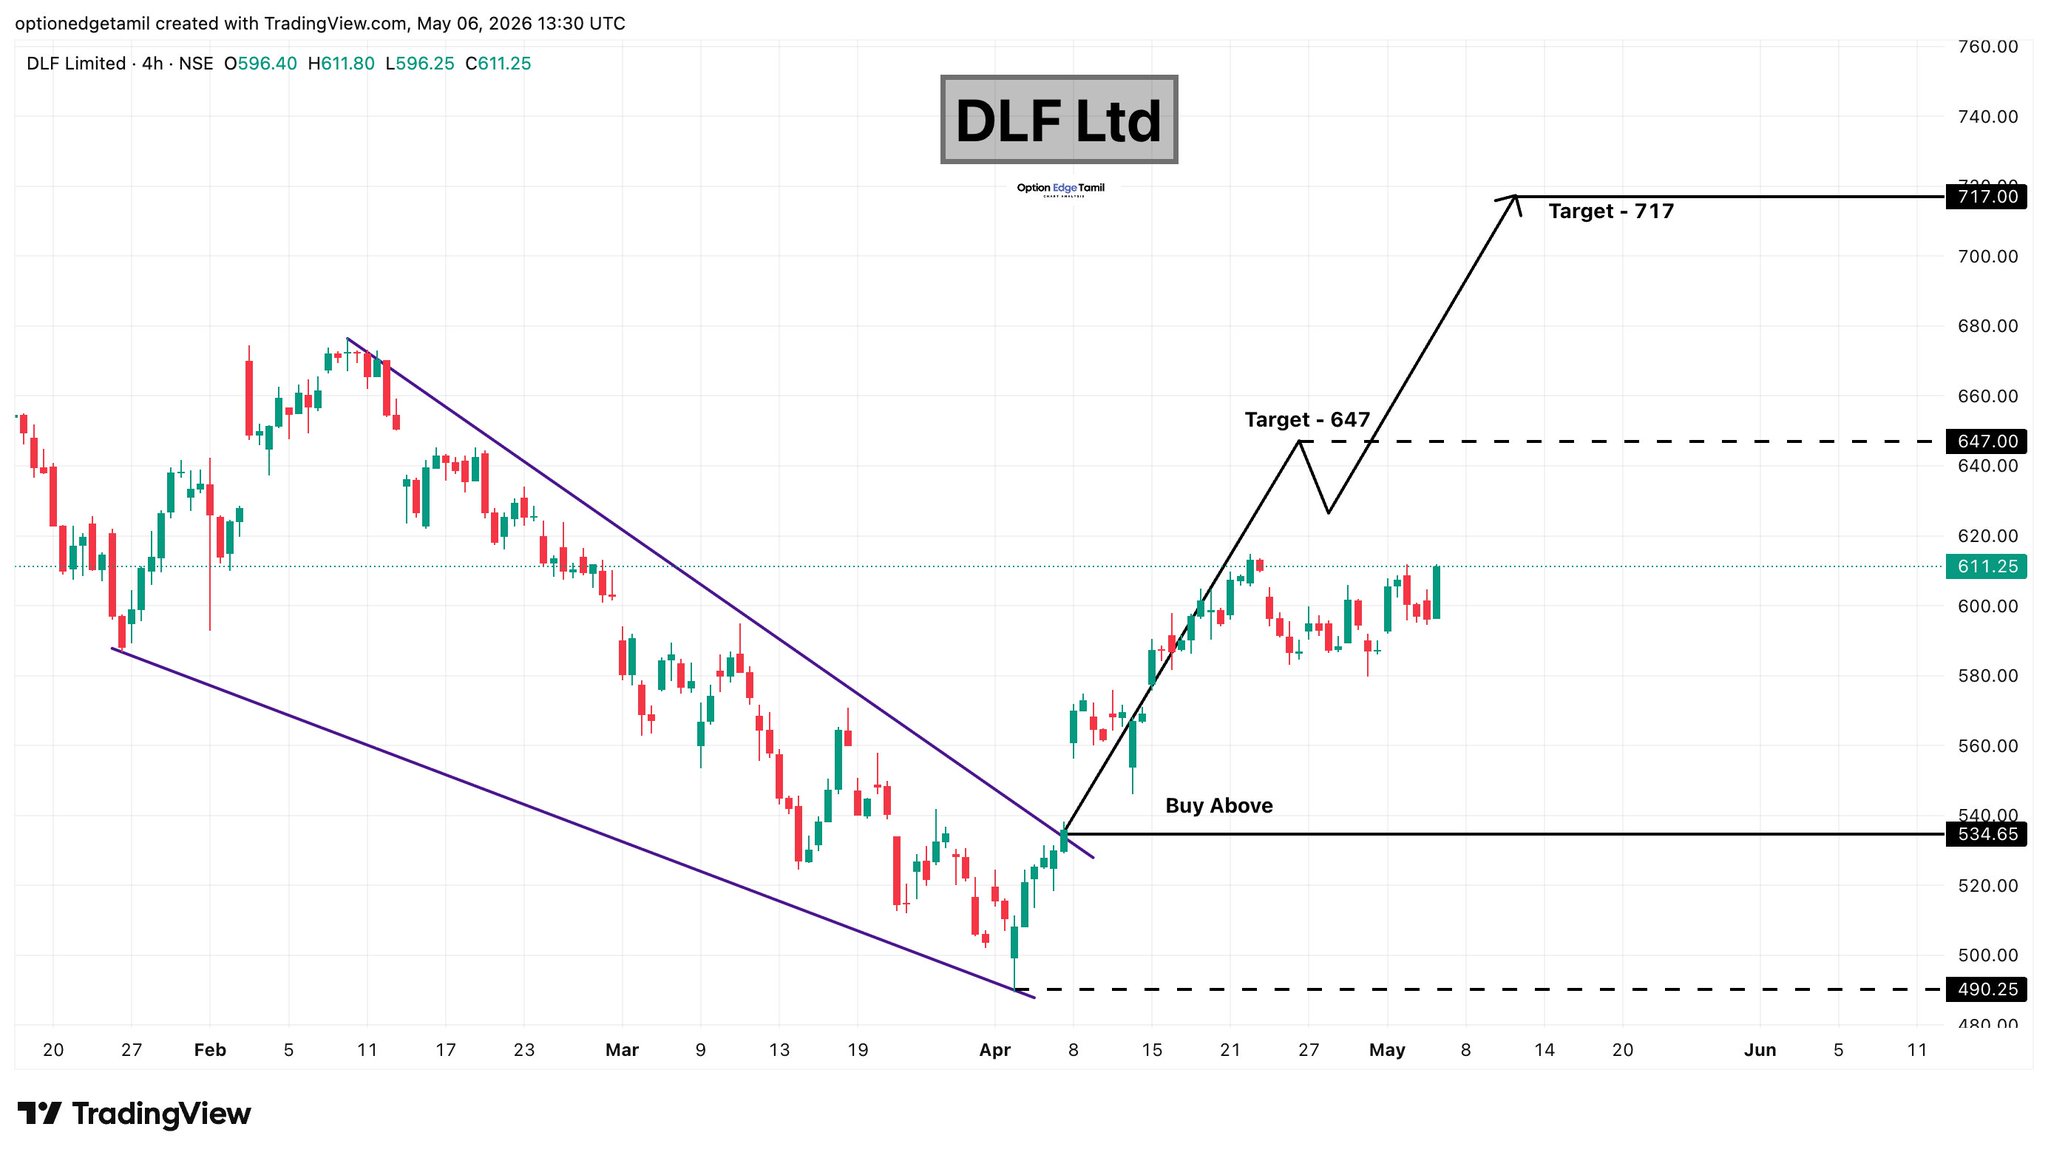 optionedgetamil created with TradingView.com, May 06, 2026 13:30 UTC
DLF Limited · 4h · NSE O596.40 H611.80 L596.25 C611.25
DLF Ltd
Option Edge Tamil
CHART ANALYSIS
760.00
740.00
720.00
717.00
Target - 717
700.00
680.00
660.00
Target - 647
647.00
640.00
620.00
611.25
600.00
580.00
560.00
Buy Above
540.00
534.65
520.00
500.00
490.25
480.00
20 27 Feb 5 11 17 23 Mar 9 13 19 Apr 8 15 21 27 May 8 14 20 Jun 5 11
TradingView